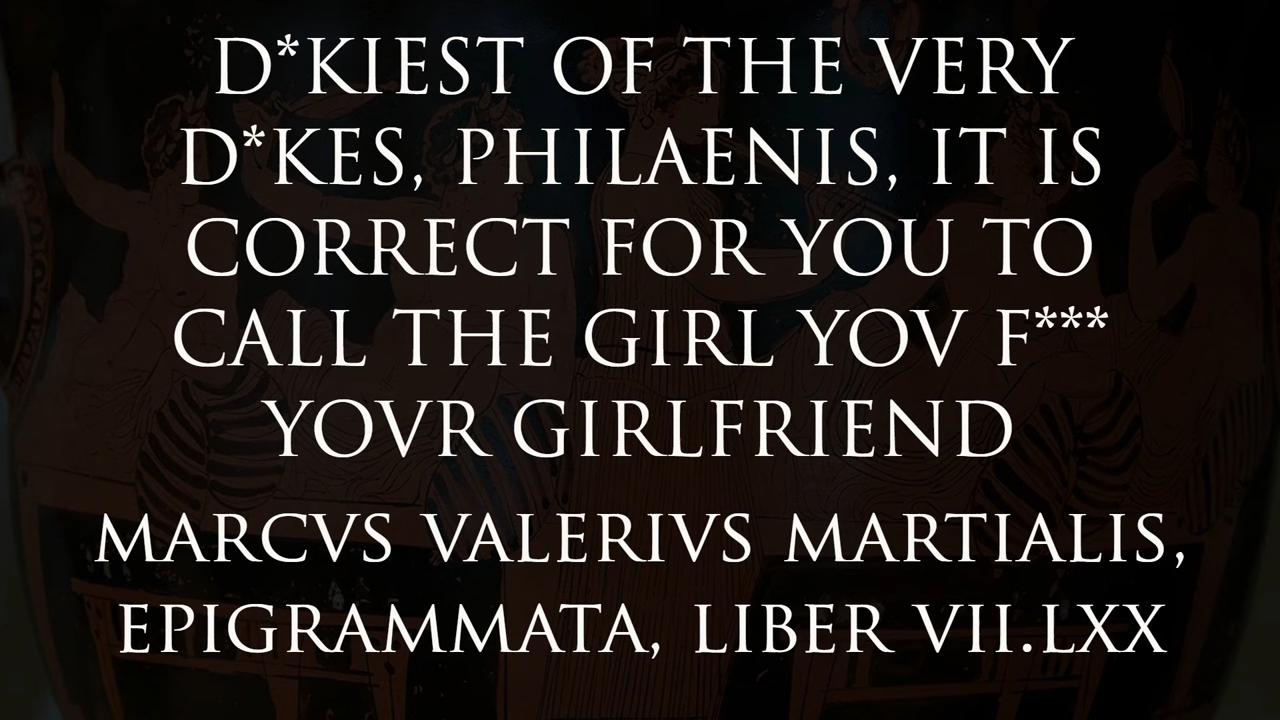 D*KIEST OF THE VERY
D*KES, PHILAENIS, IT IS
CORRECT FOR YOU TO
CALL THE GIRL YOV F***
YOVR GIRLFRIEND
MARCVS VALERIVS MARTIALIS,
EPIGRAMMATA, LIBER VII.LXX